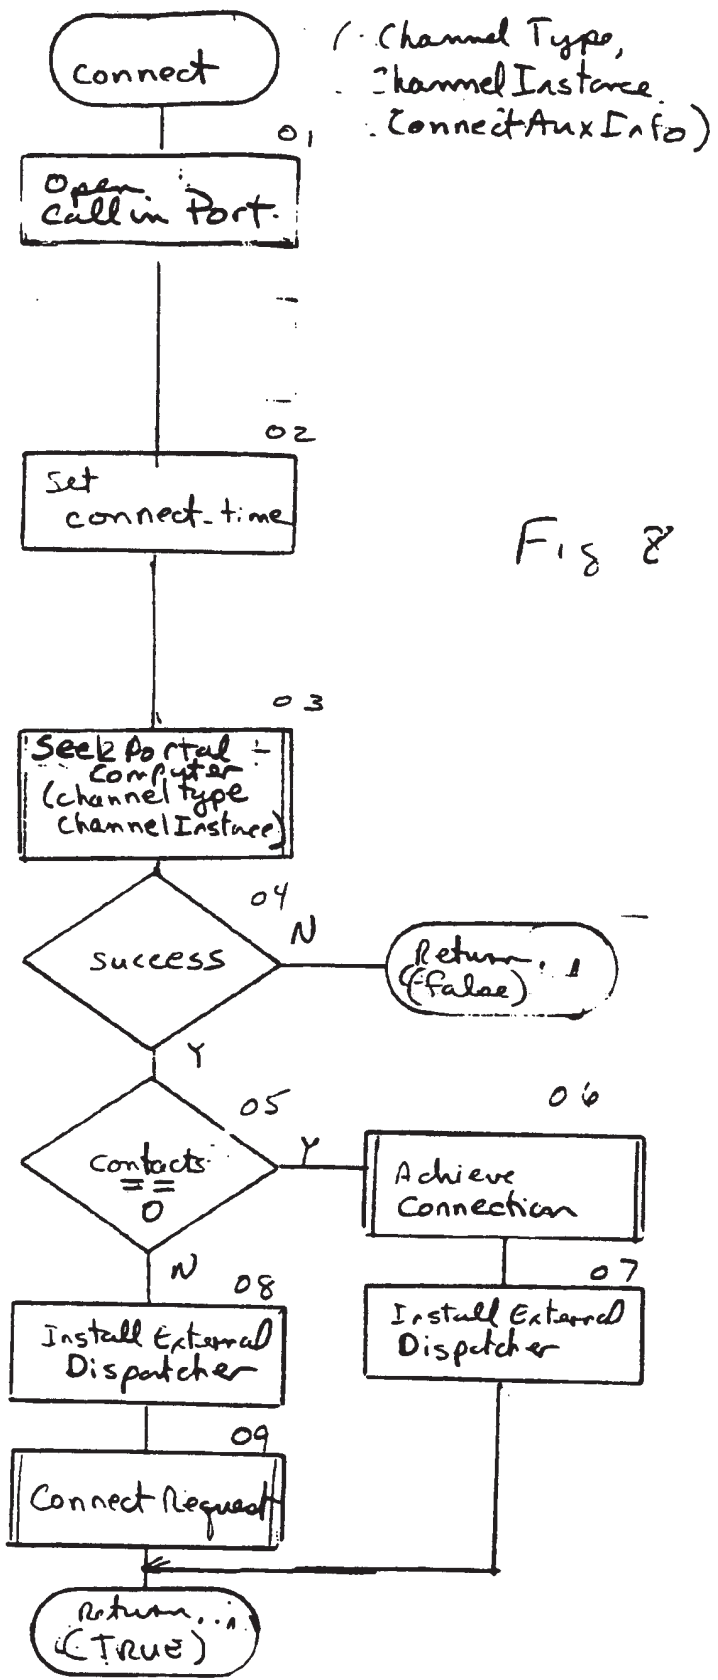 connect
( Channel Type,
Channel Instance
ConnectAuxInfo)
01
Open
Call in Port.
02
Set
connect_time
Fig 8
03
Seek Portal -
Computer
(channel type
Channel Instance)
04
success
N
Return..
(false)
Y
05
contacts
==
0
Y
06
Achieve
Connection
07
Install External
Dispatcher
N
08
Install External
Dispatcher
09
Connect Request
Return...
(TRUE)